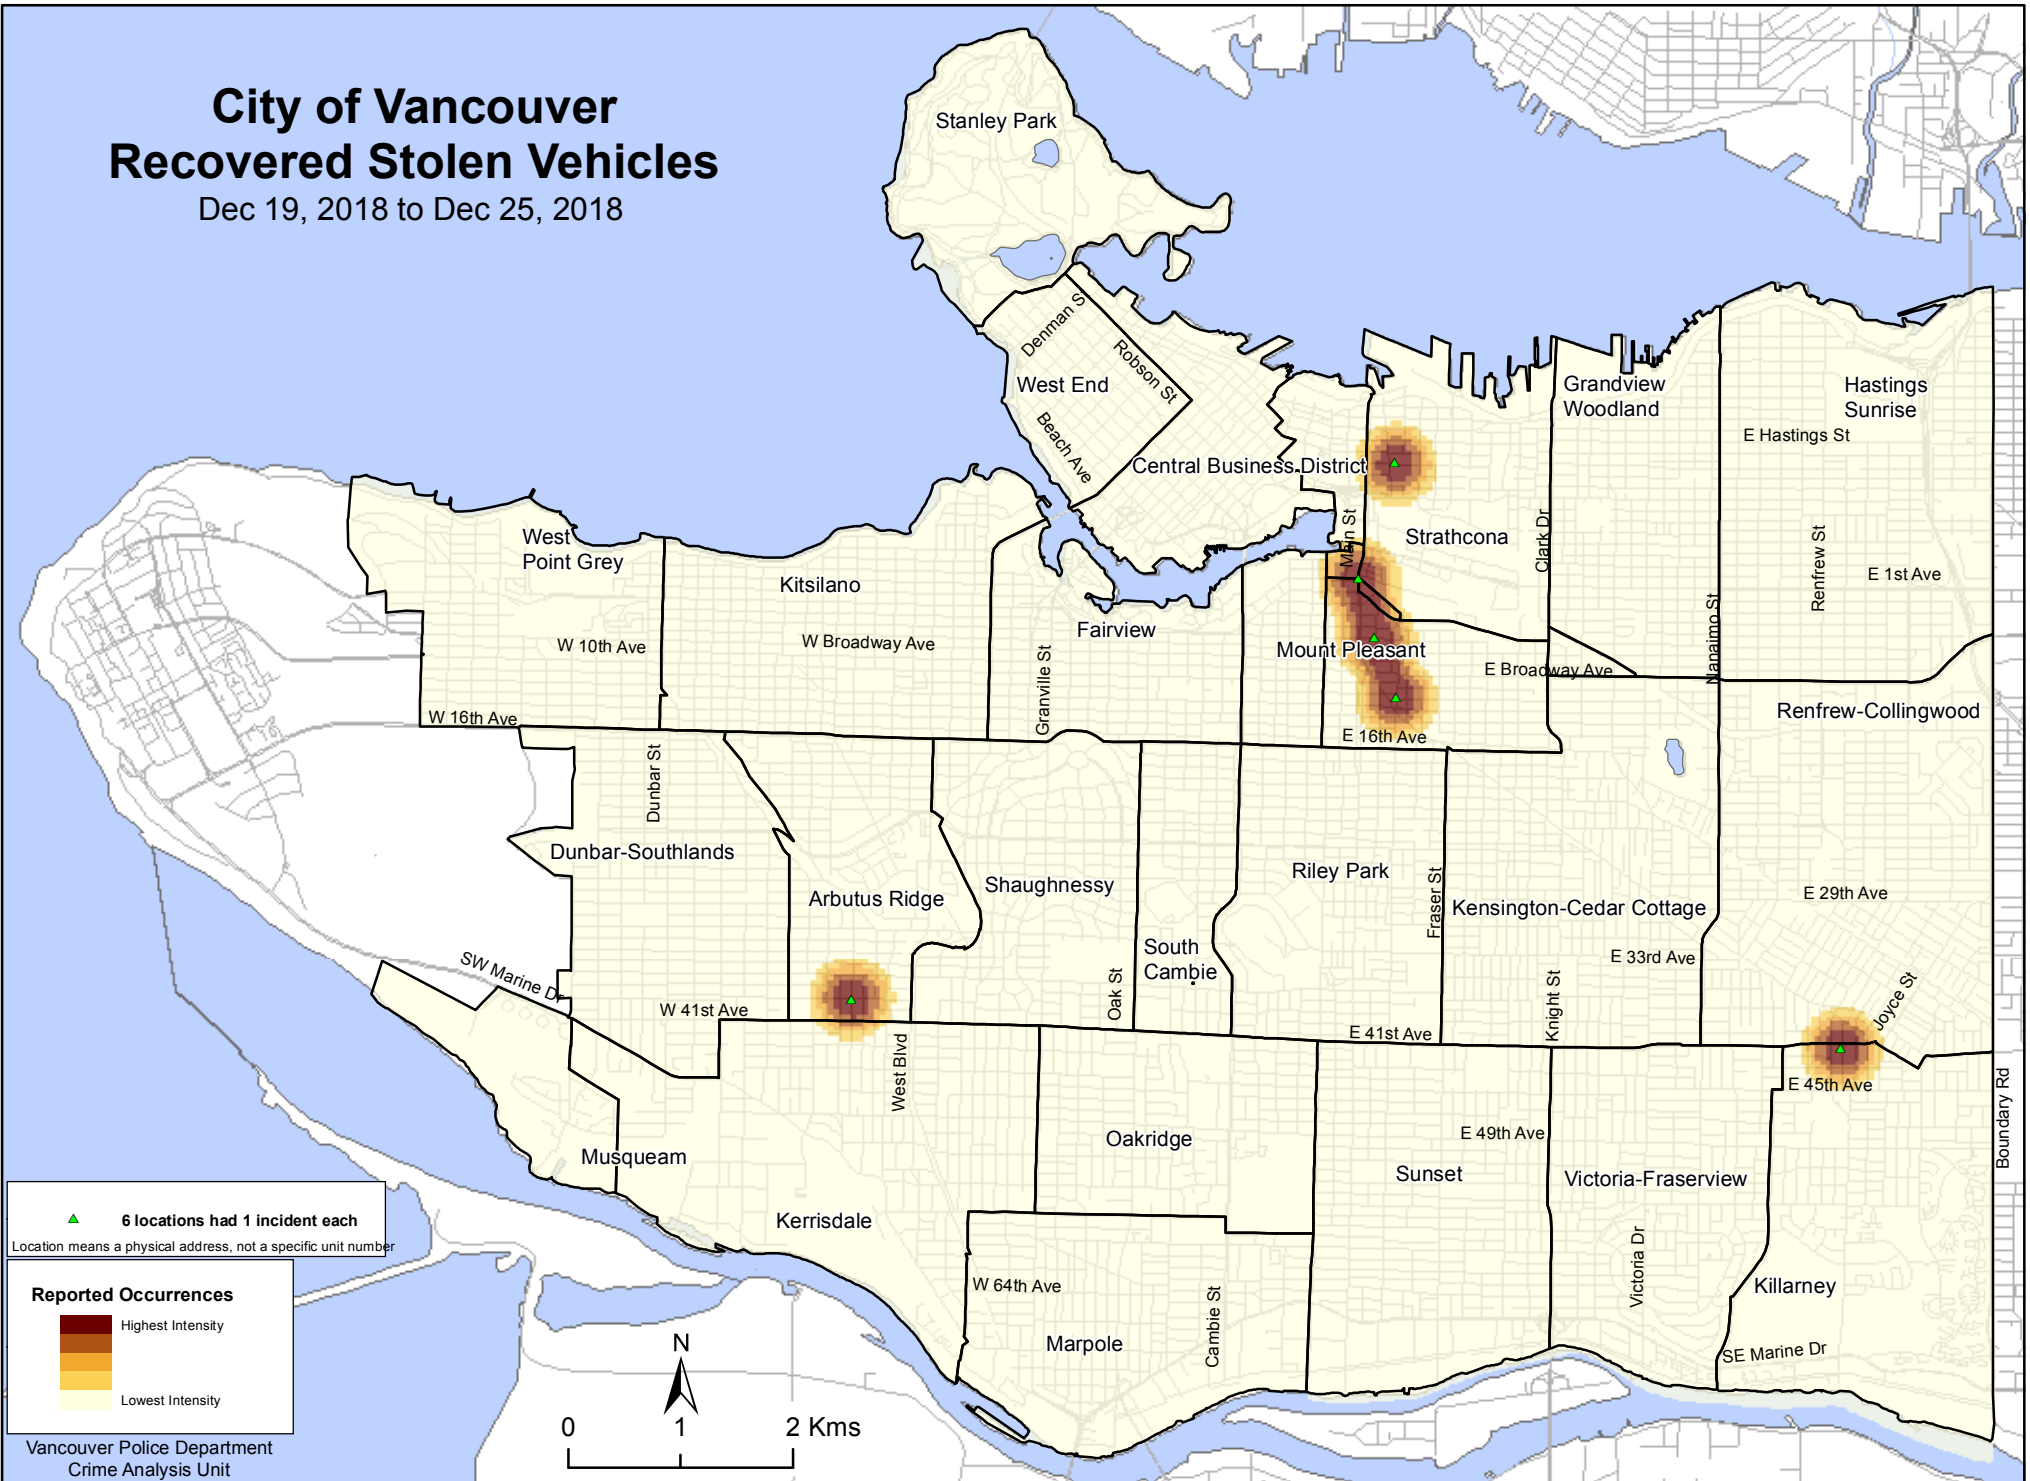 City of Vancouver
Recovered Stolen Vehicles
Dec 19, 2018 to Dec 25, 2018
Stanley Park
Denman S
Robson St
West End
Beach Ave
Central Business District
Grandview
Woodland
Hastings
Sunrise
E Hastings St
Main St
Strathcona
Clark Dr
Nanaimo St
Renfrew St
E 1st Ave
West
Point Grey
Kitsilano
Fairview
W 10th Ave
W Broadway Ave
Granville St
Mount Pleasant
E Broadway Ave
W 16th Ave
E 16th Ave
Renfrew-Collingwood
Dunbar St
Dunbar-Southlands
Arbutus Ridge
Shaughnessy
Riley Park
Fraser St
Kensington-Cedar Cottage
E 29th Ave
South
Cambie
E 33rd Ave
SW Marine Dr
W 41st Ave
Oak St
E 41st Ave
Knight St
Joyce St
West Blvd
E 45th Ave
Boundary Rd
Musqueam
Oakridge
E 49th Ave
Sunset
Victoria-Fraserview
Kerrisdale
W 64th Ave
Cambie St
Victoria Dr
Killarney
Marpole
SE Marine Dr
6 locations had 1 incident each
Location means a physical address, not a specific unit number
Reported Occurrences
Highest Intensity
Lowest Intensity
N
0 1 2 Kms
Vancouver Police Department
Crime Analysis Unit